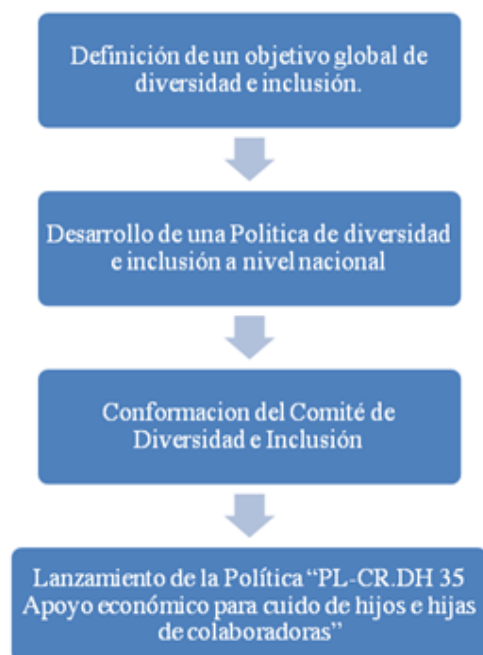 Definición de un objetivo global de
diversidad e inclusión.
Desarrollo de una Politica de diversidad
e inclusión a nivel nacional
Conformacion del Comité de
Diversidad e Inclusión
Lanzamiento de la Política “PL-CR.DH 35
Apoyo económico para cuido de hijos e hijas
de colaboradoras”